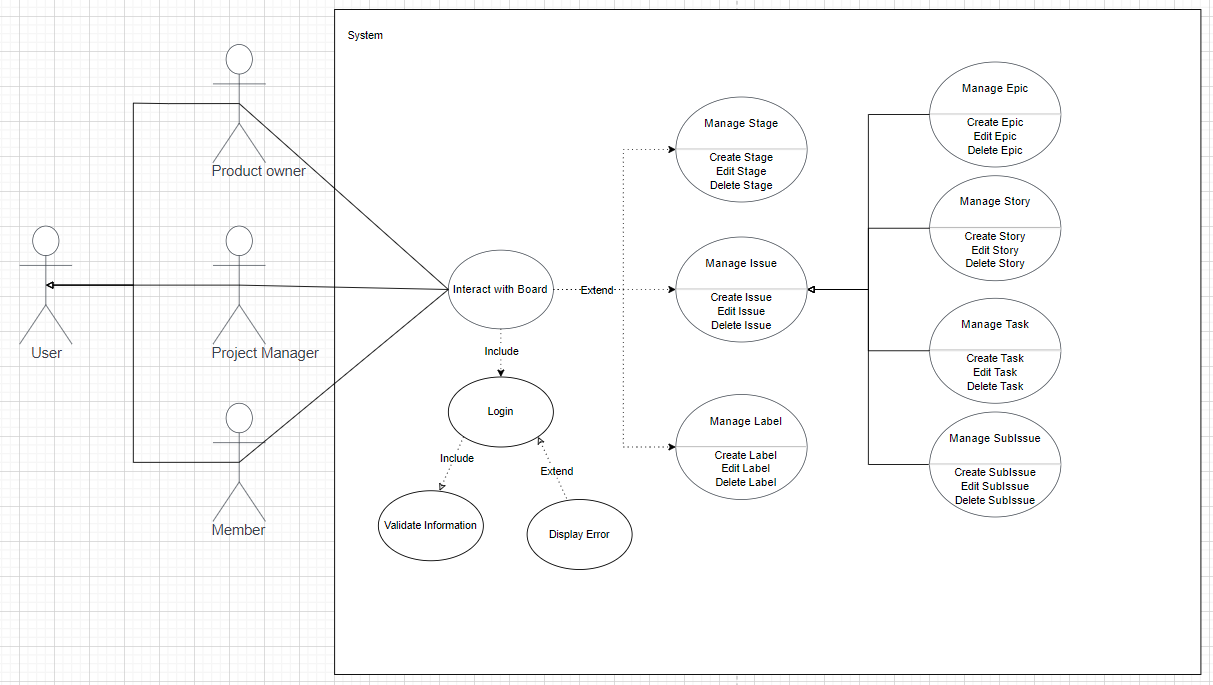 System
Product owner
User
Project Manager
Member
Interact with Board
Extend
Include
Login
Include
Extend
Validate Information
Display Error
Manage Stage
Create Stage
Edit Stage
Delete Stage
Manage Issue
Create Issue
Edit Issue
Delete Issue
Manage Label
Create Label
Edit Label
Delete Label
Manage Epic
Create Epic
Edit Epic
Delete Epic
Manage Story
Create Story
Edit Story
Delete Story
Manage Task
Create Task
Edit Task
Delete Task
Manage SubIssue
Create SubIssue
Edit SubIssue
Delete SubIssue